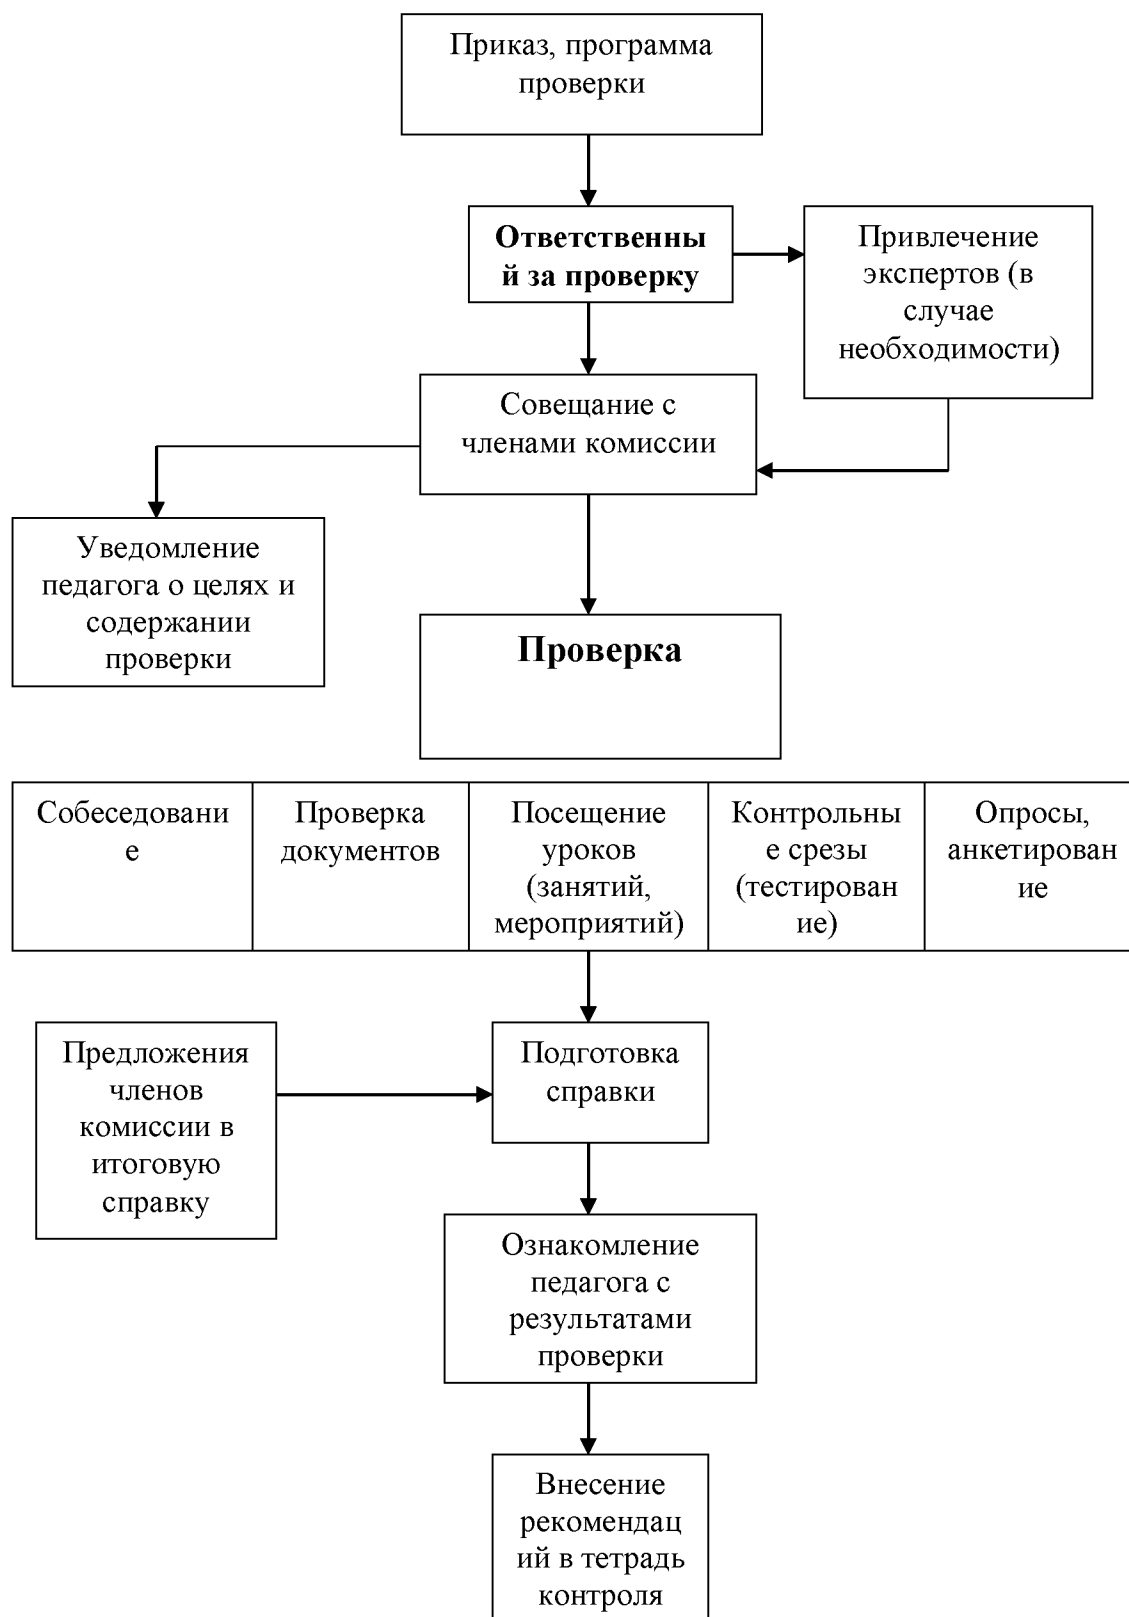 Приказ, программа
проверки
Ответственны
й за проверку
Привлечение
экспертов (в
случае
необходимости)
Совещание с
членами комиссии
Уведомление
педагога о целях и
содержании
проверки
Проверка
Собеседовани
е
Проверка
документов
Посещение
уроков
(занятий,
мероприятий)
Контрольны
е срезы
(тестирован
ие)
Опросы,
анкетирован
ие
Предложения
членов
комиссии в
итоговую
справку
Подготовка
справки
Ознакомление
педагога с
результатами
проверки
Внесение
рекомендац
ий в тетрадь
контроля